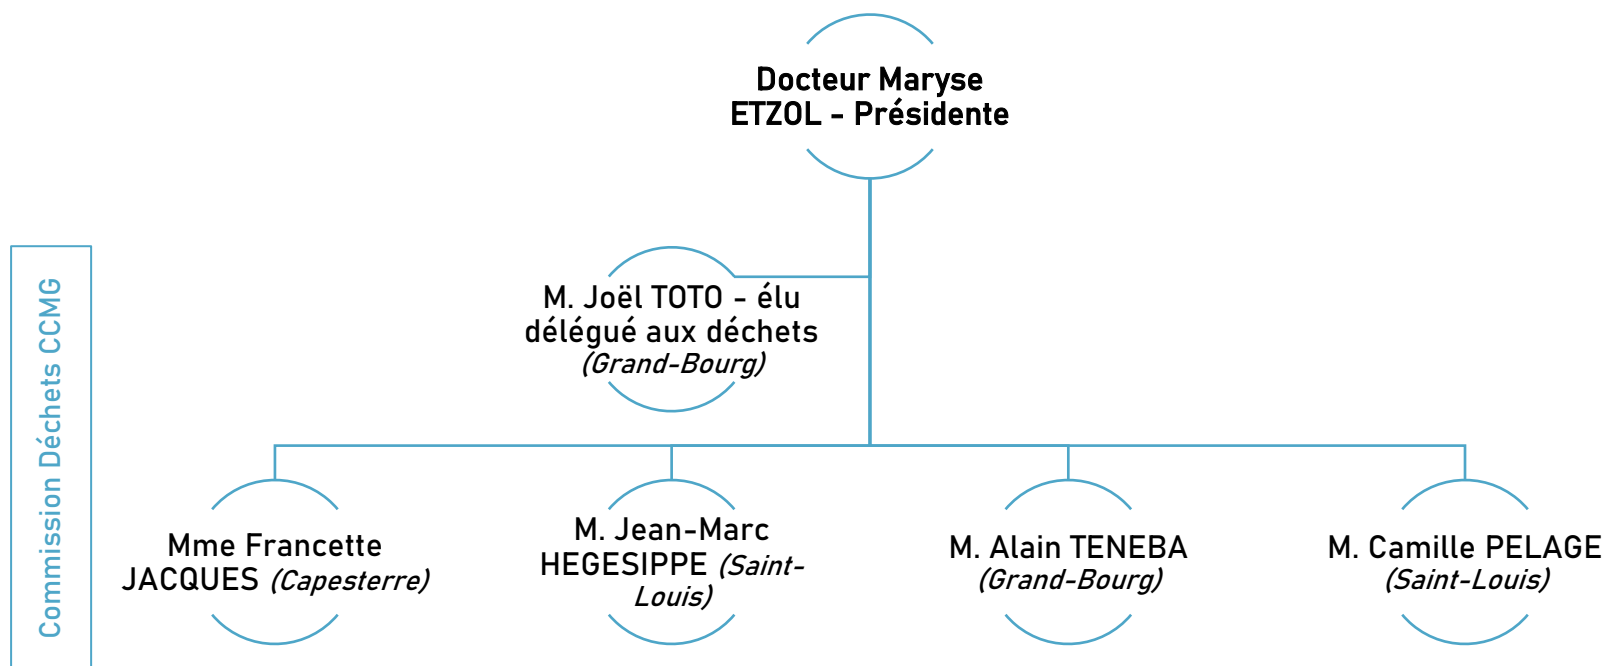 Docteur Maryse
ETZOL - Présidente
Commission Déchets CCMG
M. Joël TOTO - élu
délégué aux déchets
(Grand-Bourg)
Mme Francette
JACQUES (Capesterre)
M. Jean-Marc
HEGESIPPE (Saint-
Louis)
M. Alain TENEBA
(Grand-Bourg)
M. Camille PELAGE
(Saint-Louis)